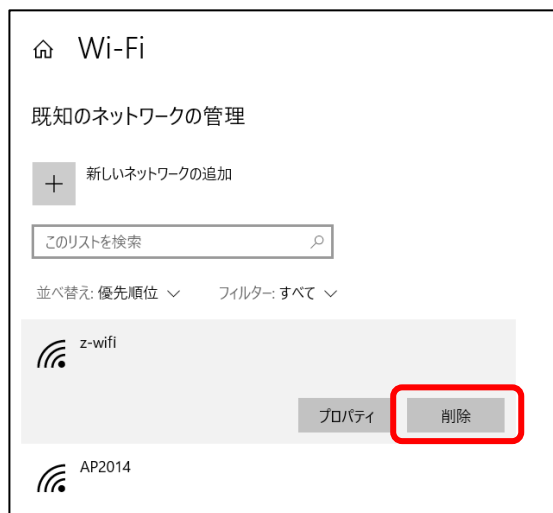 Wi-Fi
既知のネットワークの管理
新しいネットワークの追加
このリストを検索
並べ替え: 優先順位 フィルター: すべて
z-wifi
プロパティ 削除
AP2014